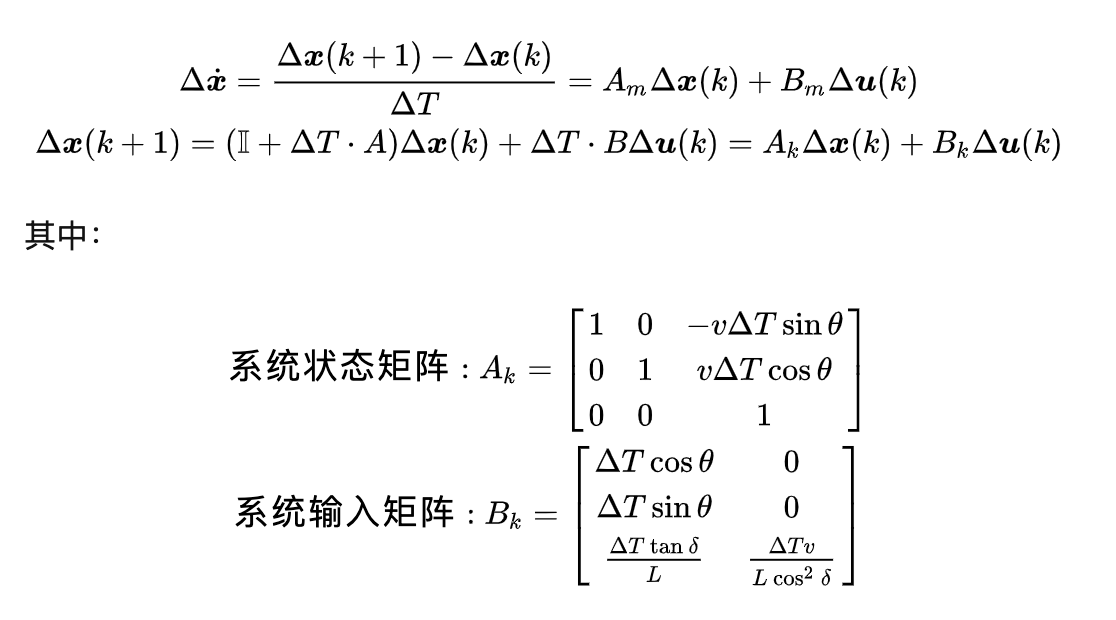 $\Delta\dot{\boldsymbol{x}} = \frac{\Delta\boldsymbol{x}(k+1) - \Delta\boldsymbol{x}(k)}{\Delta T} = A_m\Delta\boldsymbol{x}(k) + B_m\Delta\boldsymbol{u}(k)$
$\Delta\boldsymbol{x}(k+1) = (\mathbb{I} + \Delta T \cdot A)\Delta\boldsymbol{x}(k) + \Delta T \cdot B\Delta\boldsymbol{u}(k) = A_k\Delta\boldsymbol{x}(k) + B_k\Delta\boldsymbol{u}(k)$
其中：
系统状态矩阵 : $A_k = \begin{bmatrix} 1 & 0 & -v\Delta T\sin\theta \\ 0 & 1 & v\Delta T\cos\theta \\ 0 & 0 & 1 \end{bmatrix}$
系统输入矩阵 : $B_k = \begin{bmatrix} \Delta T\cos\theta & 0 \\ \Delta T\sin\theta & 0 \\ \frac{\Delta T\tan\delta}{L} & \frac{\Delta Tv}{L\cos^2\delta} \end{bmatrix}$